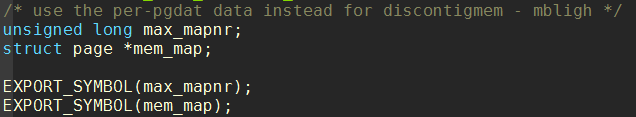 /* use the per-pgdat data instead for discontigmem - mbligh */
unsigned long max_mapnr;
struct page *mem_map;
EXPORT_SYMBOL(max_mapnr);
EXPORT_SYMBOL(mem_map);